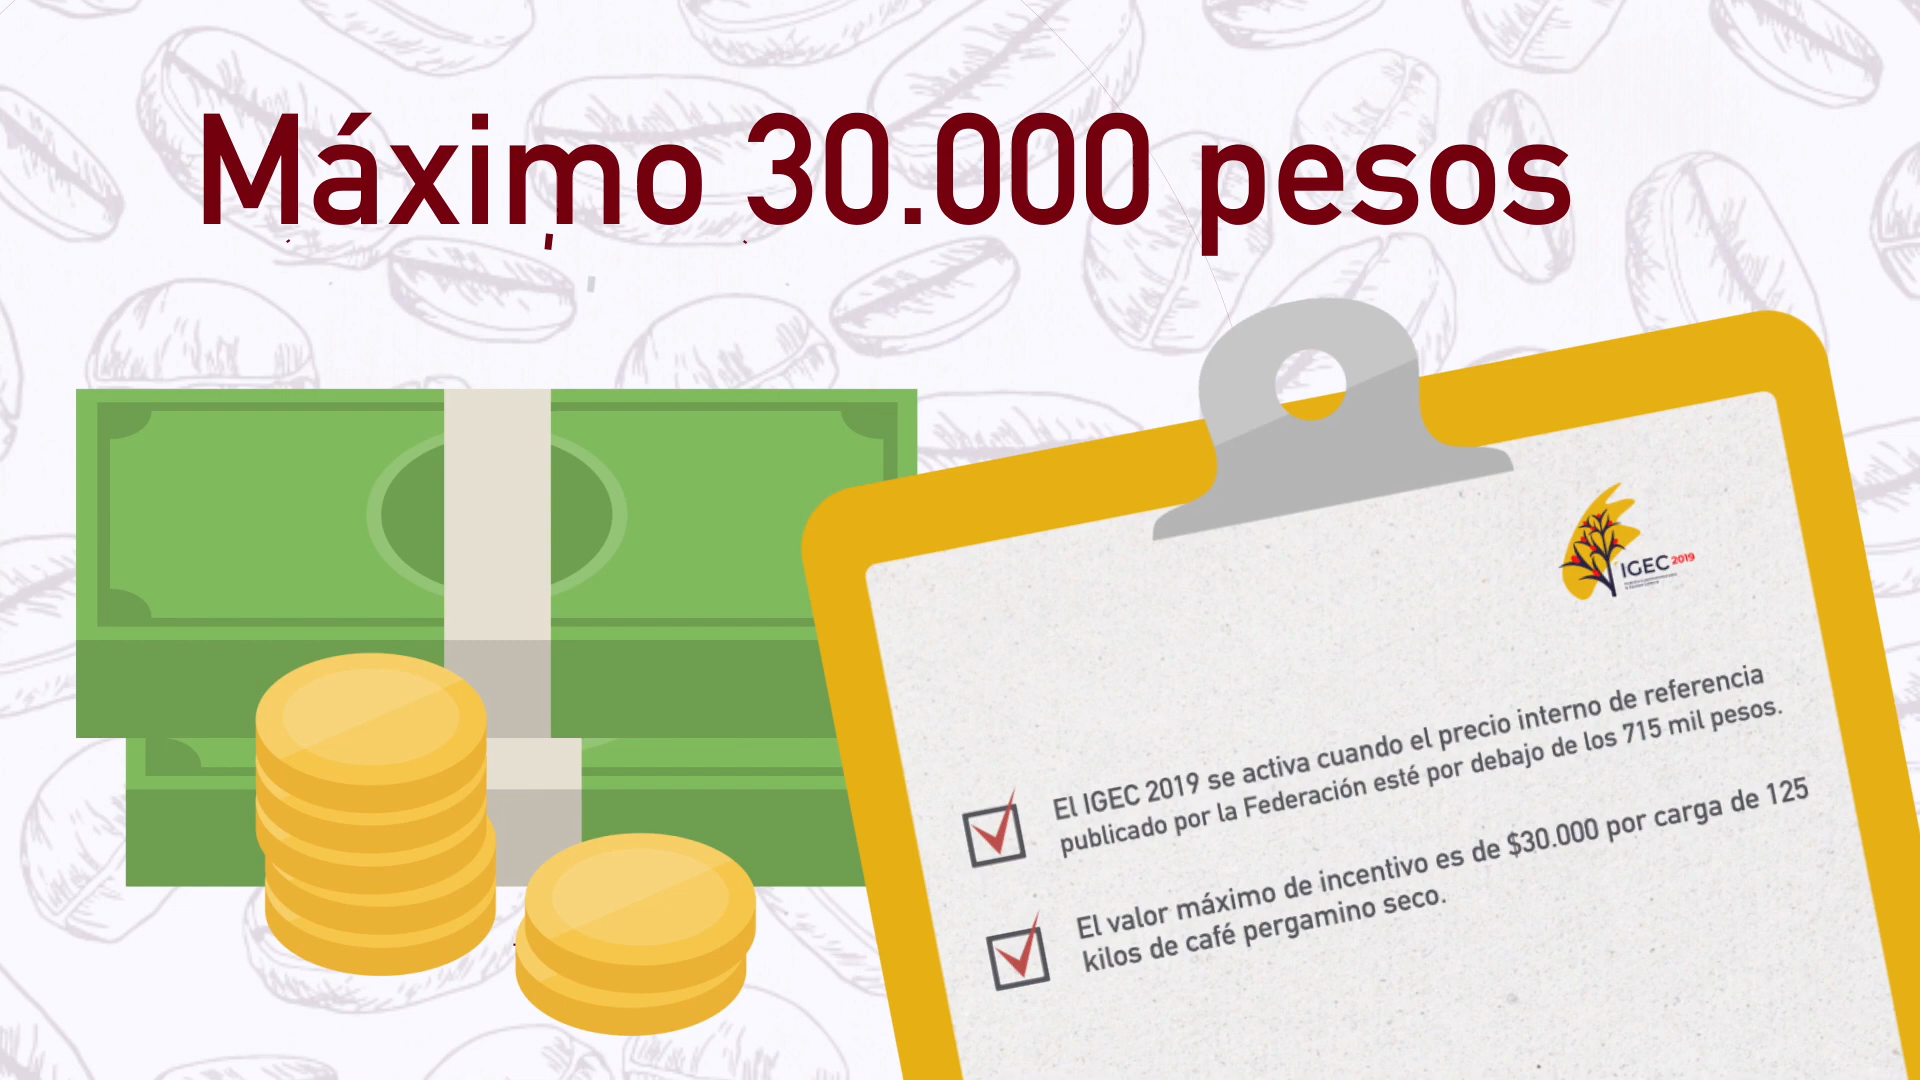 Máximo 30.000 pesos
IGEC 2019
El IGEC 2019 se activa cuando el precio interno de referencia
publicado por la Federación esté por debajo de los 715 mil pesos.
El valor máximo de incentivo es de $30.000 por carga de 125
kilos de café pergamino seco.